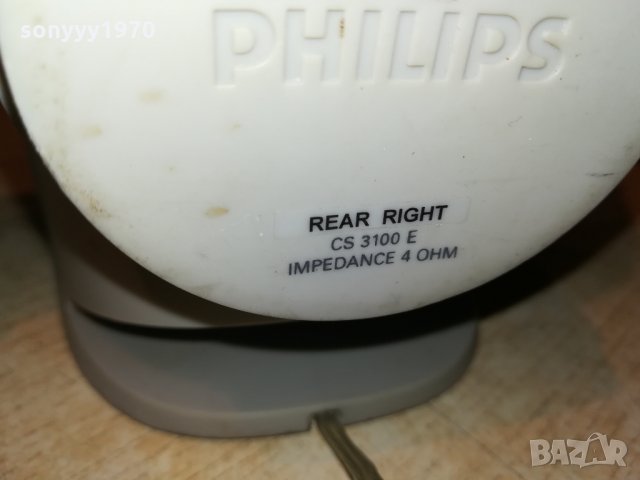 sonyyy1970
PHILIPS
REAR RIGHT
CS 3100 E
IMPEDANCE 4 OHM
BAZAR